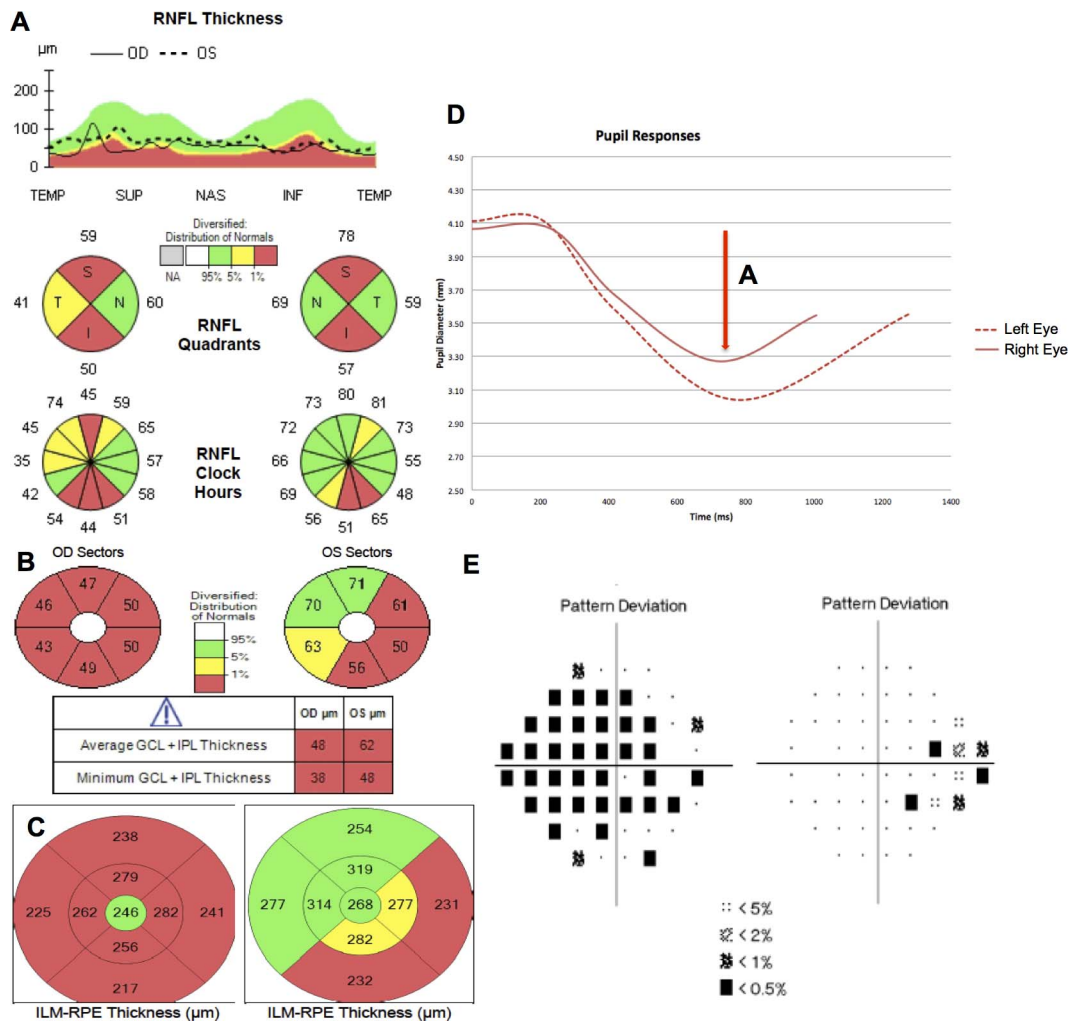 A
RNFL Thickness
µm
OD
OS
200
100
0
TEMP SUP NAS INF TEMP
Diversified:
Distribution of Normals
NA 95% 5% 1%
59
S
41 T N 60
I
50
78
S
69 N T 59
I
57
RNFL
Quadrants
45
74 59
45 65
35 57
42 58
54 51
44
80
73 81
72 73
66 55
69 48
56 65
51
RNFL
Clock
Hours
B
OD Sectors
47
46 50
43 50
49
Diversified:
Distribution
of Normals
95%
5%
1%
OS Sectors
71
70 61
63 50
56
OD µm OS µm
Average GCL + IPL Thickness 48 62
Minimum GCL + IPL Thickness 38 48
C
238
279
225 262 246 282 241
256
217
ILM-RPE Thickness (µm)
254
319
277 314 268 277 231
282
232
ILM-RPE Thickness (µm)
D
Pupil Responses
Pupil Diameter (mm)
4.50
4.30
4.10
3.90
3.70
3.50
3.30
3.10
2.90
2.70
2.50
0 200 400 600 800 1000 1200 1400
Time (ms)
A
Left Eye
Right Eye
E
Pattern Deviation
Pattern Deviation
< 5%
< 2%
< 1%
< 0.5%